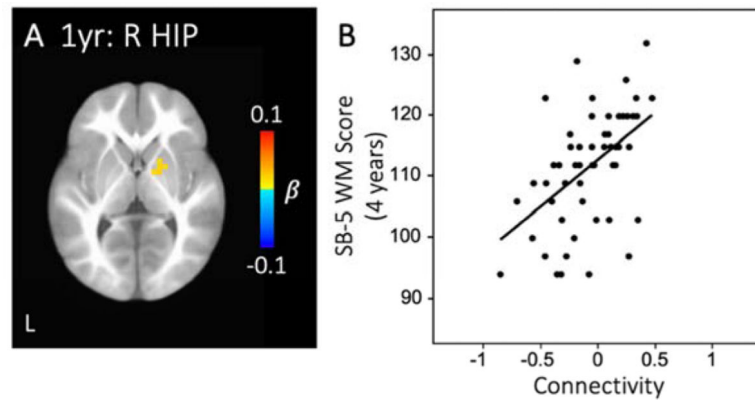 A 1yr: R HIP
0.1
β
-0.1
L
B
SB-5 WM Score
(4 years)
130
120
110
100
90
-1 -0.5 0 0.5 1
Connectivity